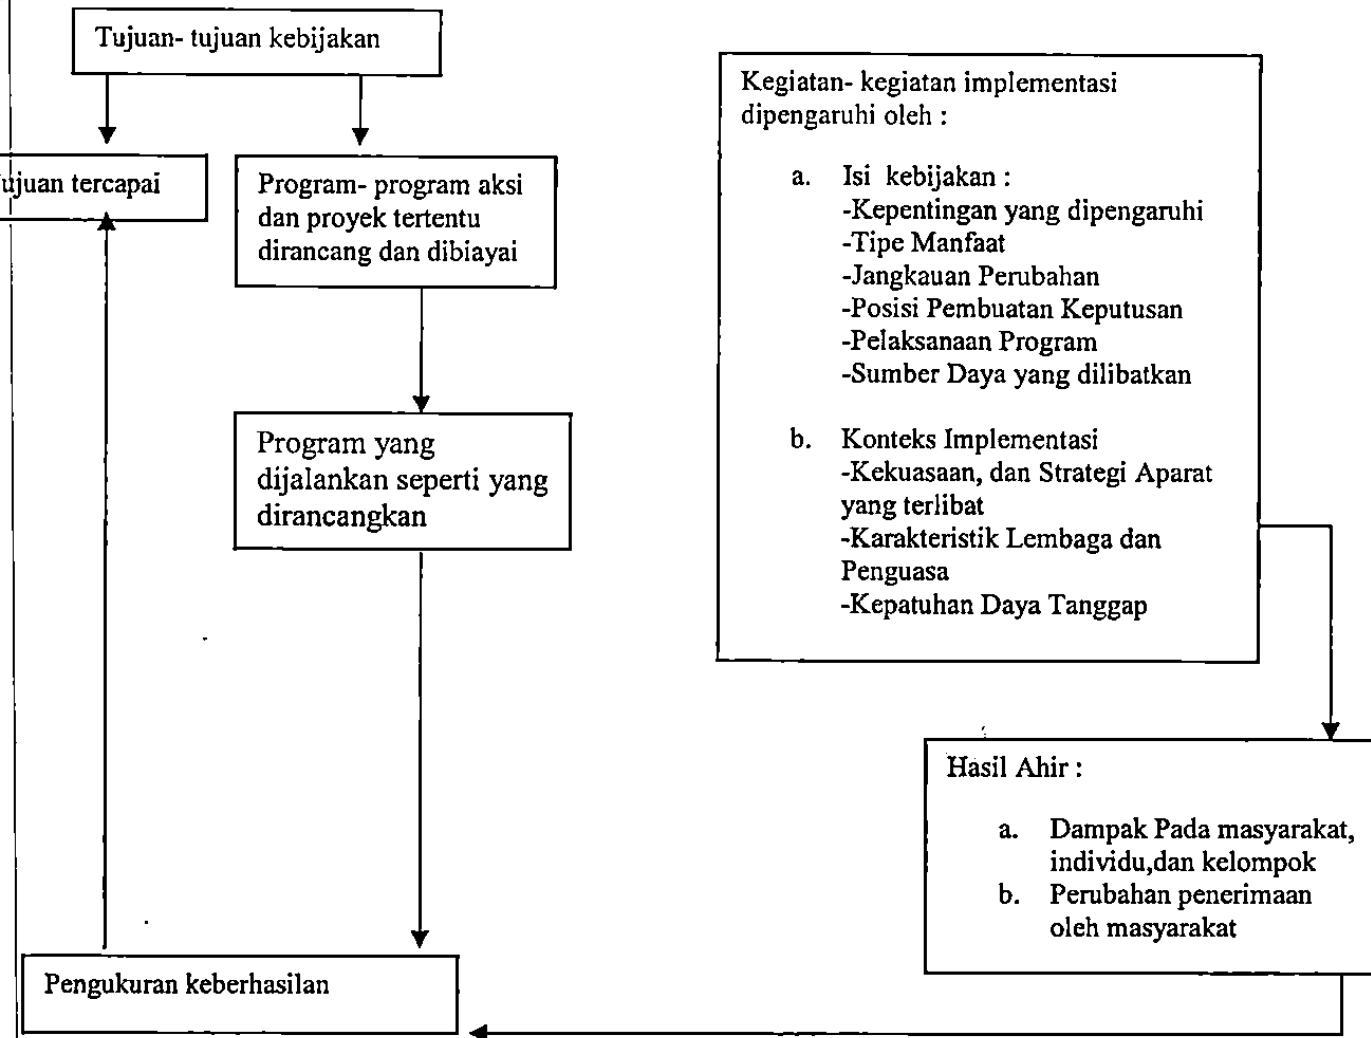 Tujuan- tujuan kebijakan
ujuan tercapai
Program- program aksi
dan proyek tertentu
dirancang dan dibiayai
Program yang
dijalankan seperti yang
dirancangkan
Pengukuran keberhasilan
Kegiatan- kegiatan implementasi
dipengaruhi oleh :
a. Isi kebijakan :
-Kepentingan yang dipengaruhi
-Tipe Manfaat
-Jangkauan Perubahan
-Posisi Pembuatan Keputusan
-Pelaksanaan Program
-Sumber Daya yang dilibatkan
b. Konteks Implementasi
-Kekuasaan, dan Strategi Aparat
yang terlibat
-Karakteristik Lembaga dan
Penguasa
-Kepatuhan Daya Tanggap
Hasil Ahir :
a. Dampak Pada masyarakat,
individu,dan kelompok
b. Perubahan penerimaan
oleh masyarakat